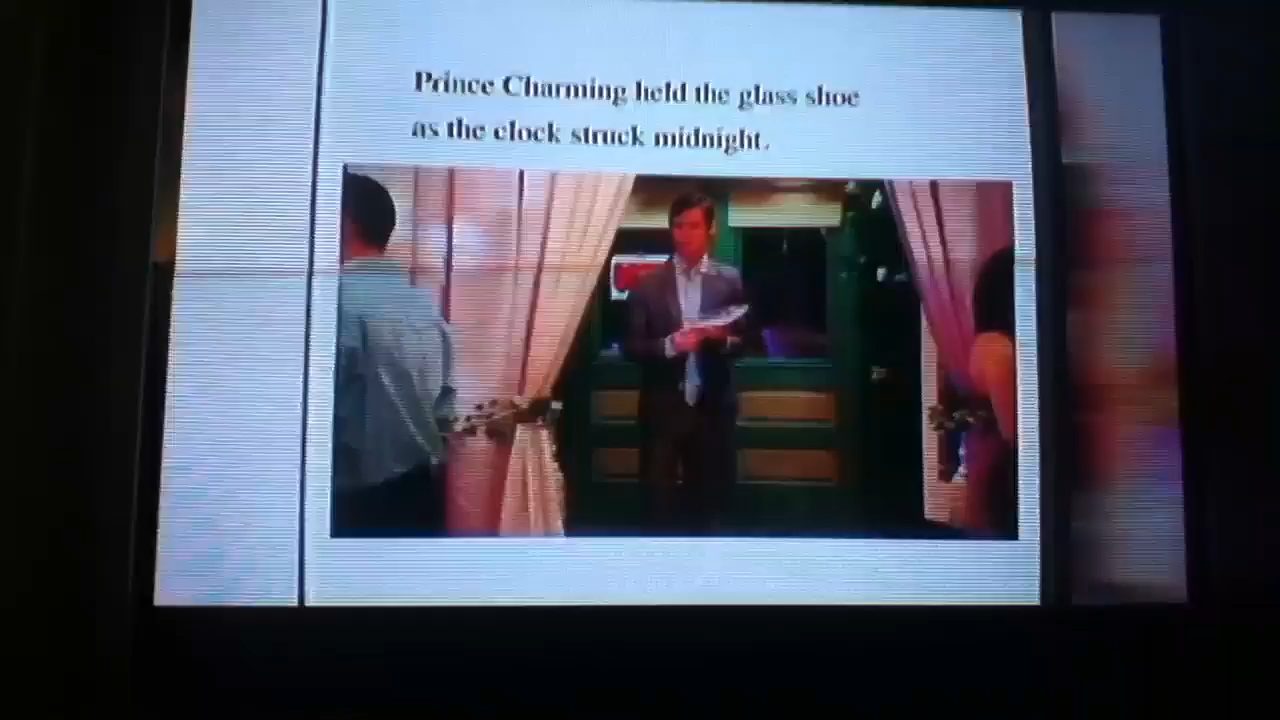 Prince Charming held the glass shoe
as the clock struck midnight.